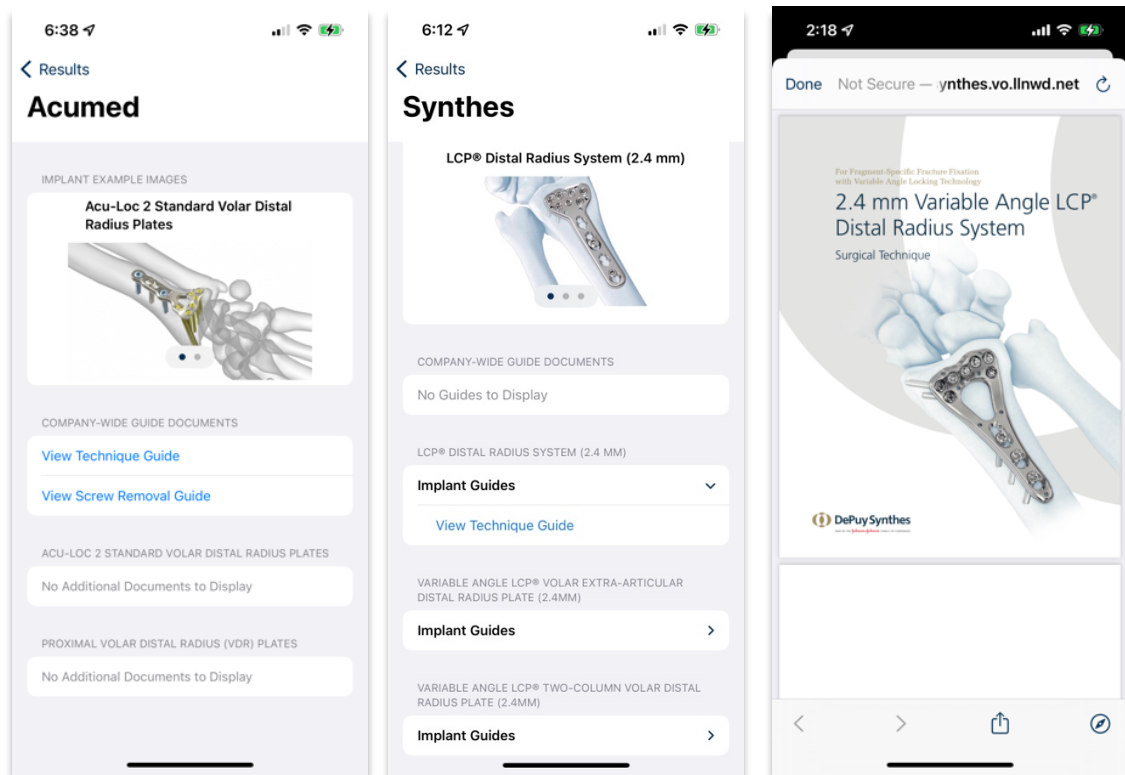 6:38
Results
Acumed
IMPLANT EXAMPLE IMAGES
Acu-Loc 2 Standard Volar Distal
Radius Plates
COMPANY-WIDE GUIDE DOCUMENTS
View Technique Guide
View Screw Removal Guide
ACU-LOC 2 STANDARD VOLAR DISTAL RADIUS PLATES
No Additional Documents to Display
PROXIMAL VOLAR DISTAL RADIUS (VDR) PLATES
No Additional Documents to Display
6:12
Results
Synthes
LCP® Distal Radius System (2.4 mm)
COMPANY-WIDE GUIDE DOCUMENTS
No Guides to Display
LCP® DISTAL RADIUS SYSTEM (2.4 MM)
Implant Guides
View Technique Guide
VARIABLE ANGLE LCP® VOLAR EXTRA-ARTICULAR
DISTAL RADIUS PLATE (2.4MM)
Implant Guides
VARIABLE ANGLE LCP® TWO-COLUMN VOLAR DISTAL
RADIUS PLATE (2.4MM)
Implant Guides
2:18
Done Not Secure — ynthes.vo.llnwd.net
For Fragment-Specific Fracture Fixation
with Variable Angle Locking Technology
2.4 mm Variable Angle LCP®
Distal Radius System
Surgical Technique
DePuy Synthes